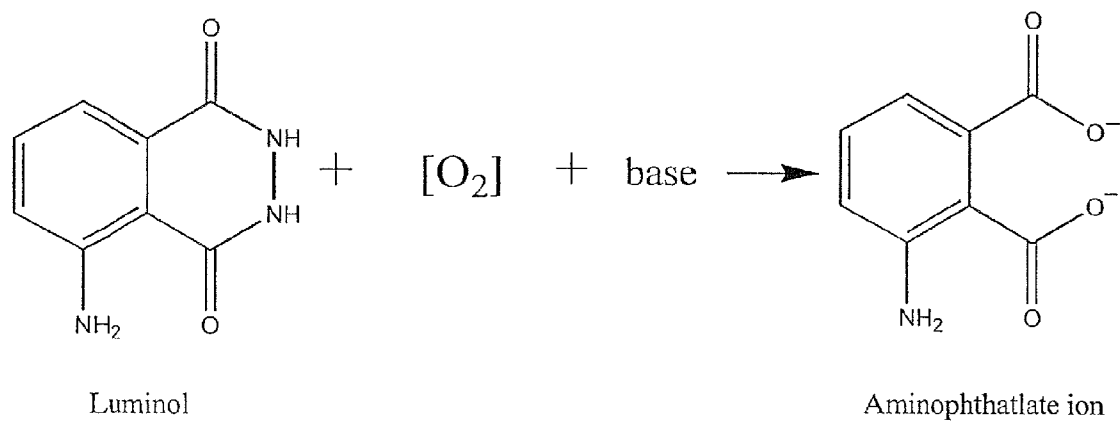 O
NH
NH
NH₂
O
+ [O₂] + base
O
O⁻
O⁻
NH₂
O
Luminol
Aminophthatlate ion